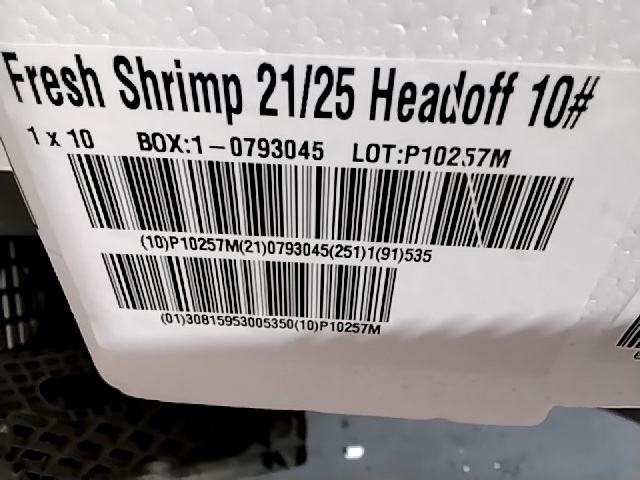 Fresh Shrimp 21/25 Headoff 10#
1 x 10 BOX:1-0793045 LOT:P10257M
(10)P10257M(21)0793045(251)1(91)535
(01)30815953005350(10)P10257M